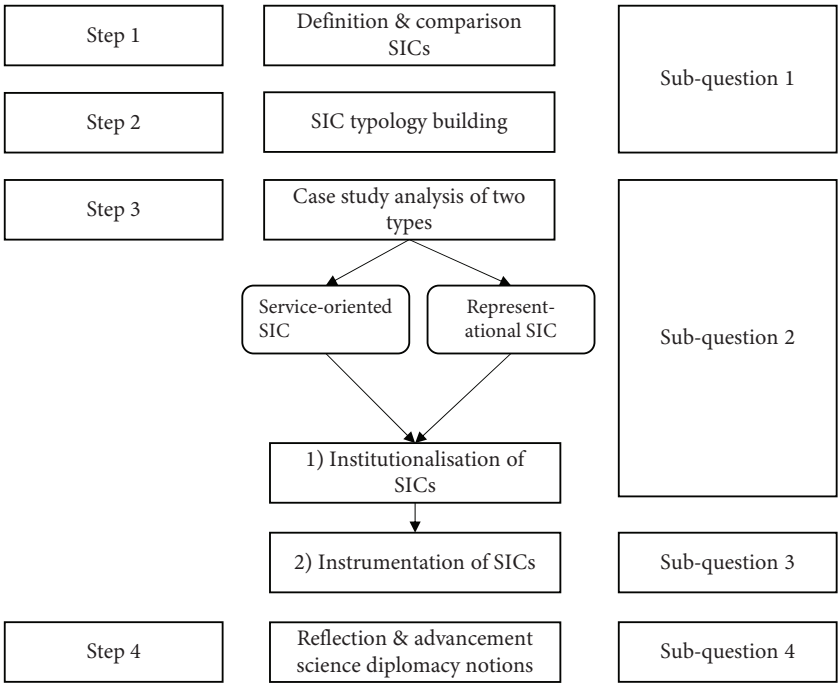 Step 1
Definition & comparison
SICs
Sub-question 1
Step 2
SIC typology building
Step 3
Case study analysis of two
types
Service-oriented
SIC
Represent-
ational SIC
Sub-question 2
1) Institutionalisation of
SICs
2) Instrumentation of SICs
Sub-question 3
Step 4
Reflection & advancement
science diplomacy notions
Sub-question 4